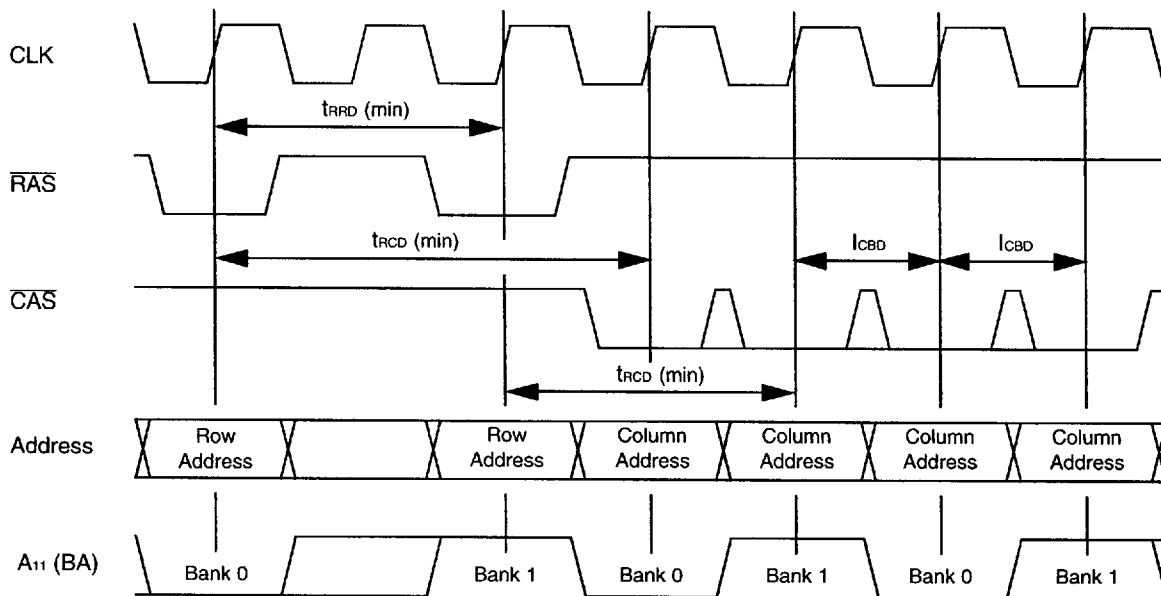 CLK
tRRD (min)
RAS
tRCD (min)
ICBD
ICBD
CAS
tRCD (min)
Address
Row
Address
Row
Address
Column
Address
Column
Address
Column
Address
Column
Address
A11 (BA)
Bank 0
Bank 1
Bank 0
Bank 1
Bank 0
Bank 1